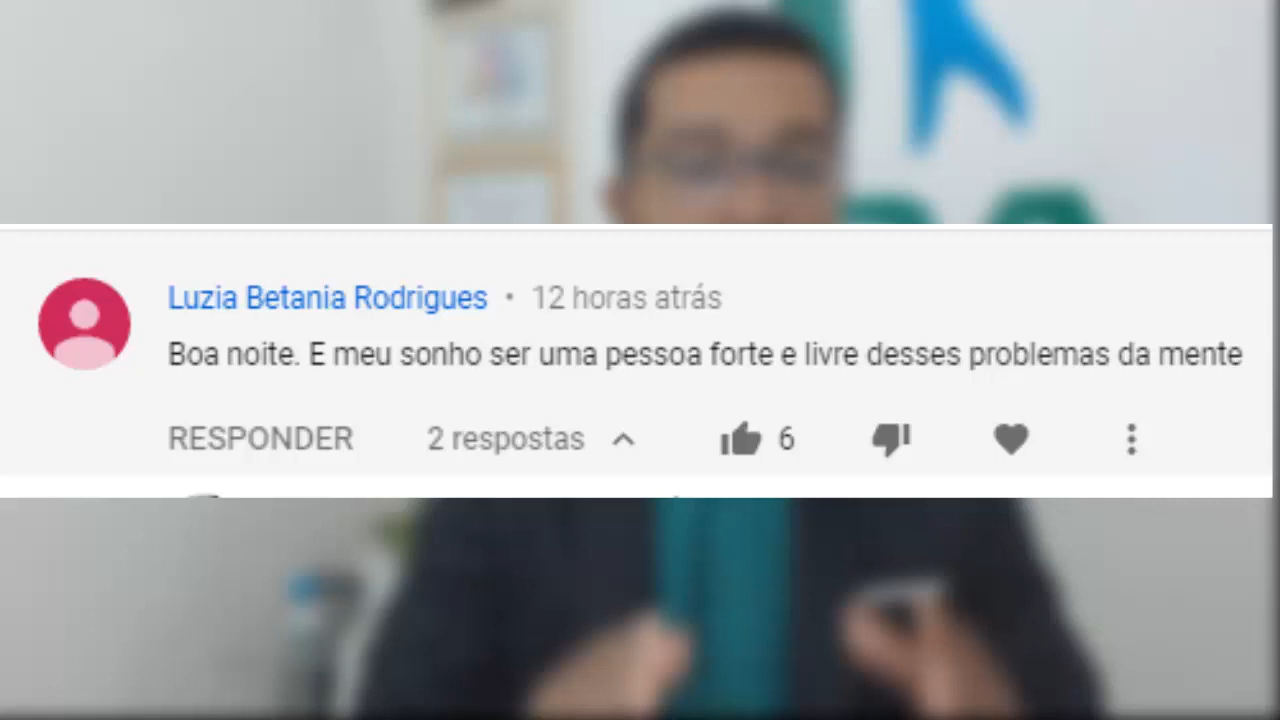 Luzia Betania Rodrigues • 12 horas atrás
Boa noite. E meu sonho ser uma pessoa forte e livre desses problemas da mente
RESPONDER 2 respostas 6